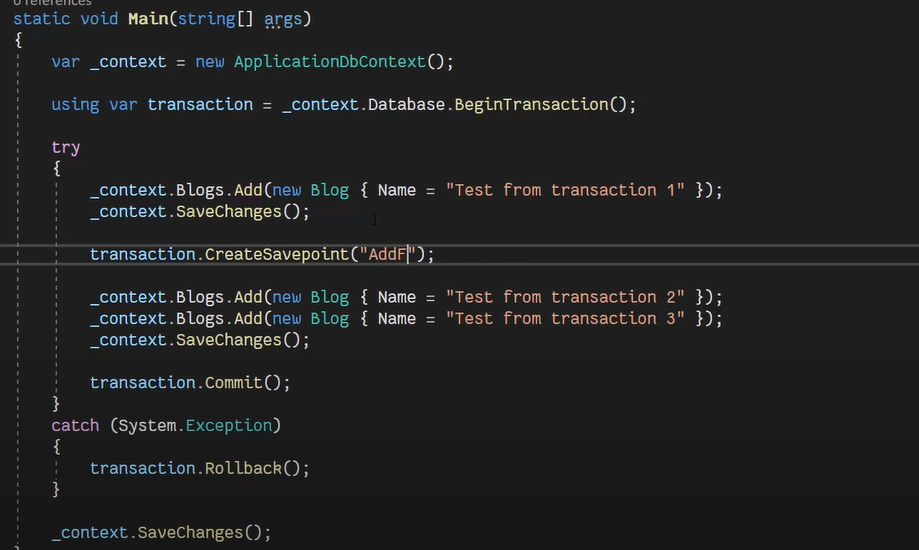 0 references
static void Main(string[] args)
{
var _context = new ApplicationDbContext();
using var transaction = _context.Database.BeginTransaction();
try
{
_context.Blogs.Add(new Blog { Name = "Test from transaction 1" });
_context.SaveChanges();
transaction.CreateSavepoint("AddF");
_context.Blogs.Add(new Blog { Name = "Test from transaction 2" });
_context.Blogs.Add(new Blog { Name = "Test from transaction 3" });
_context.SaveChanges();
transaction.Commit();
}
catch (System.Exception)
{
transaction.Rollback();
}
_context.SaveChanges();
}